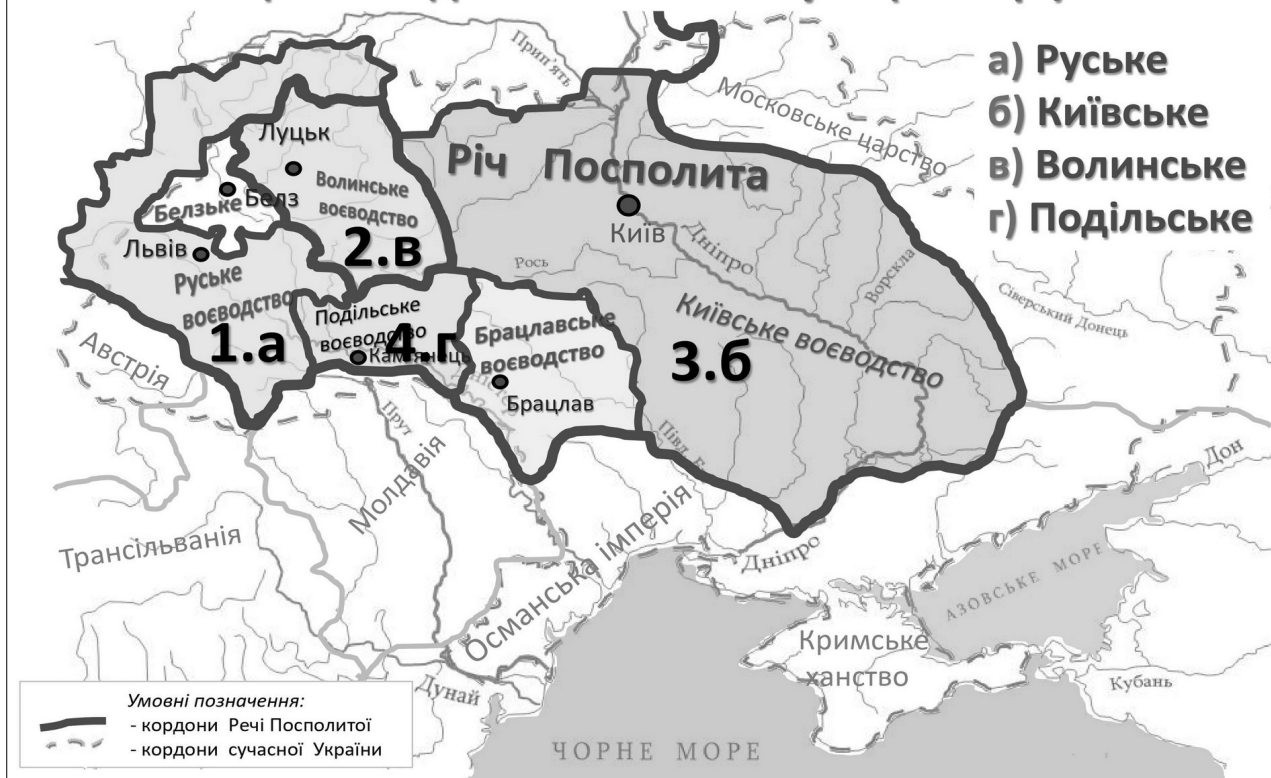 а) Руське
б) Київське
в) Волинське
г) Подільське
Прип'ять
Московське царство
Луцьк
Річ Посполита
Волинське
воєводство
Белзьке
Белз
2.в
Київ
Дніпро
Львів
Руське
воєводство
1.а
Рось
Ворскла
Сіверський Донець
Подільське
воєводство
4.г
Кам'янець
Брацлавське
воєводство
Брацлав
Київське воєводство
3.б
Австрія
Прут
Молдавія
Півд.
Трансільванія
Османська імперія
Дніпро
Дон
АЗОВСЬКЕ МОРЕ
Кримське
ханство
Кубань
Дунай
ЧОРНЕ МОРЕ
Умовні позначення:
- кордони Речі Посполитої
- кордони сучасної України